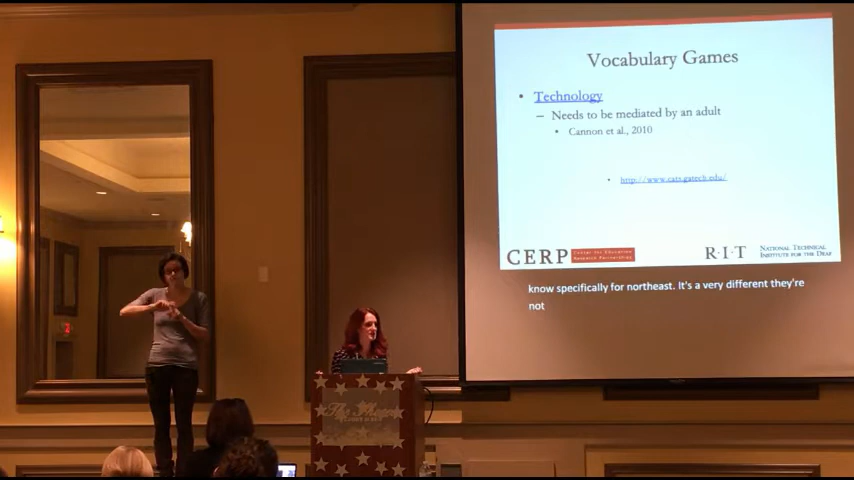 Vocabulary Games
• Technology
– Needs to be mediated by an adult
• Cannon et al., 2010
• http://www.cats.gatech.edu/
CERP Center for Education
Research Partnerships
R·I·T NATIONAL TECHNICAL
INSTITUTE FOR THE DEAF
know specifically for northeast. It's a very different they're
not